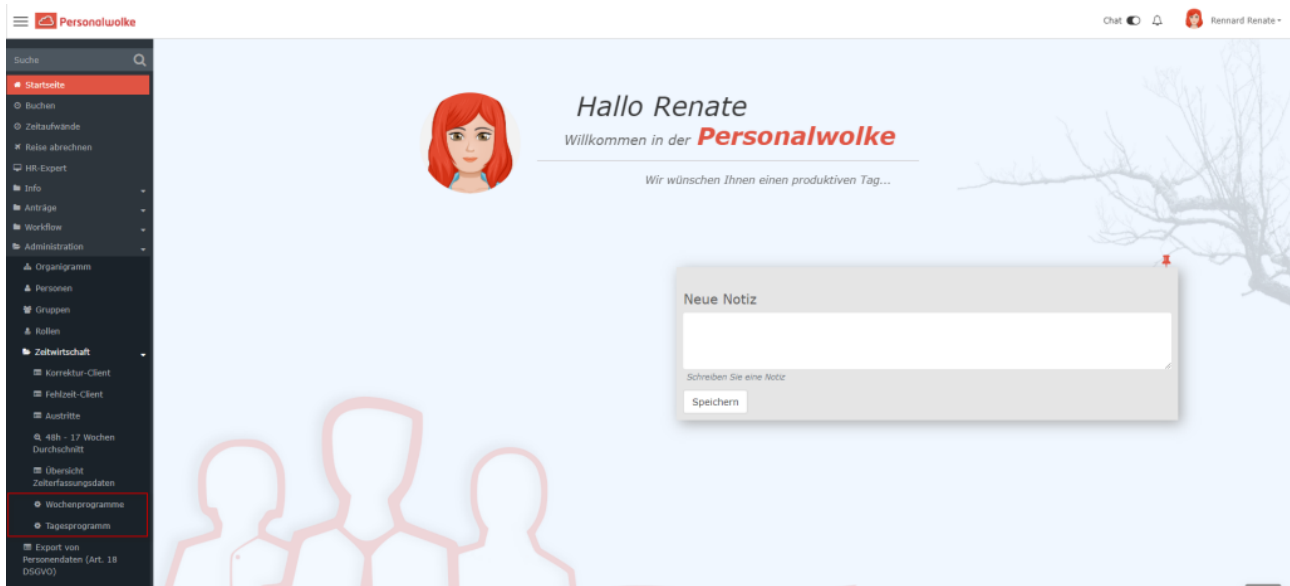 Personalwolke
Chat
Rennard Renate
Suche
Startseite
Buchen
Zeitaufwände
Reise abrechnen
HR-Expert
Info
Anträge
Workflow
Administration
Organigramm
Personen
Gruppen
Rollen
Zeitwirtschaft
Korrektur-Client
Fehlzeit-Client
Austritte
48h - 17 Wochen
Durchschnitt
Übersicht
Zeiterfassungsdaten
Wochenprogramme
Tagesprogramm
Export von
Personendaten (Art. 18
DSGVO)
Hallo Renate
Willkommen in der Personalwolke
Wir wünschen Ihnen einen produktiven Tag...
Neue Notiz
Schreiben Sie eine Notiz
Speichern